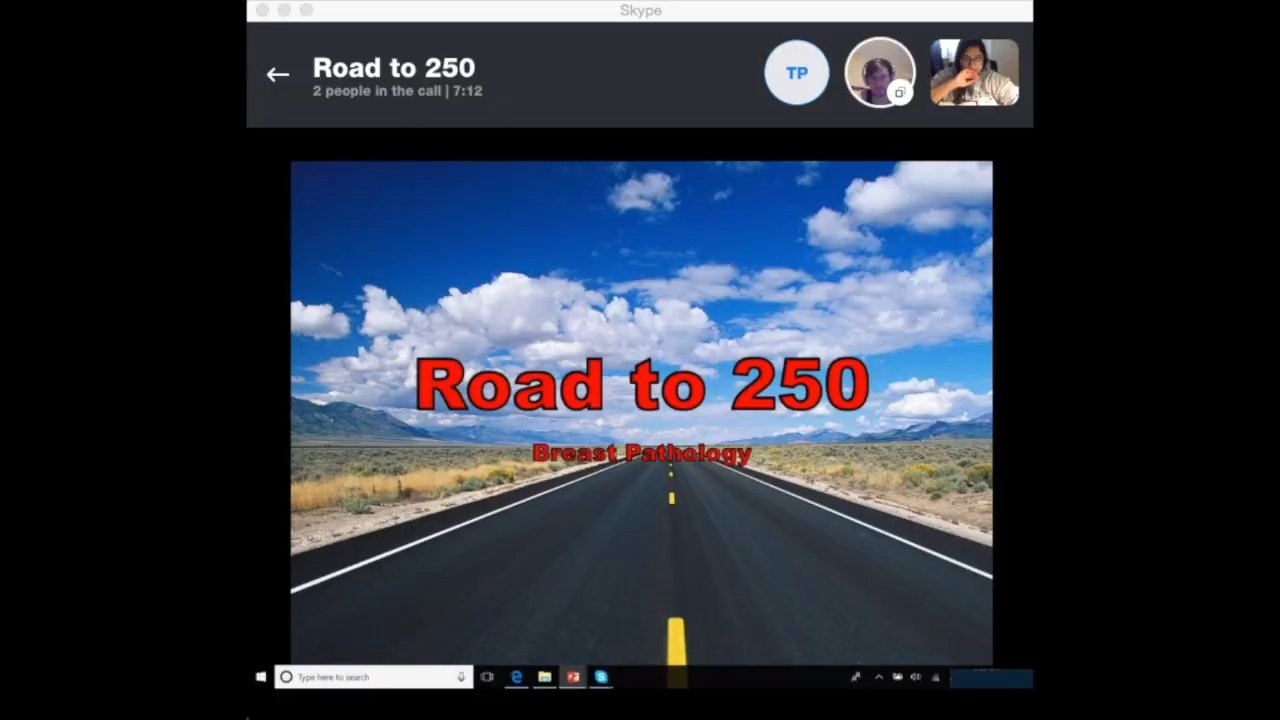 Skype
Road to 250
2 people in the call | 7:12
TP
Road to 250
Breast Pathology
Type here to search